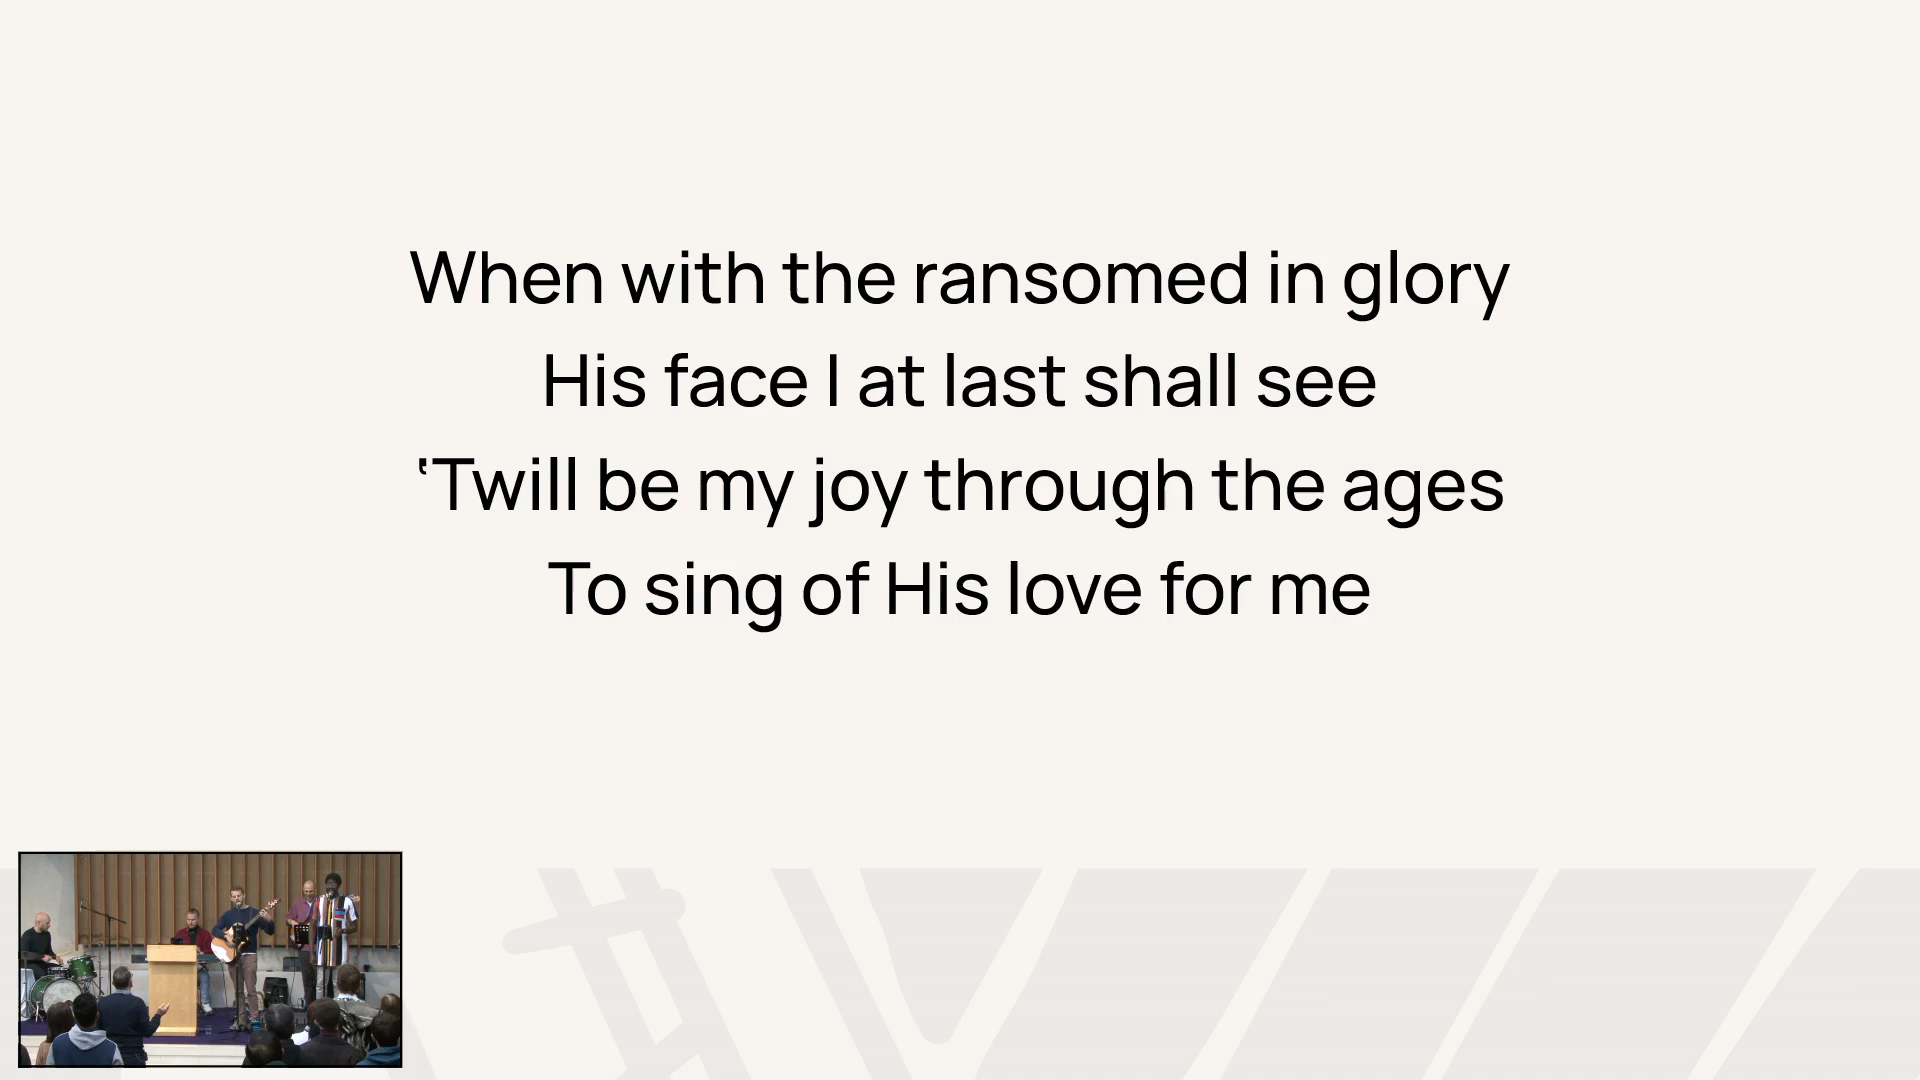 When with the ransomed in glory
His face I at last shall see
‘Twill be my joy through the ages
To sing of His love for me